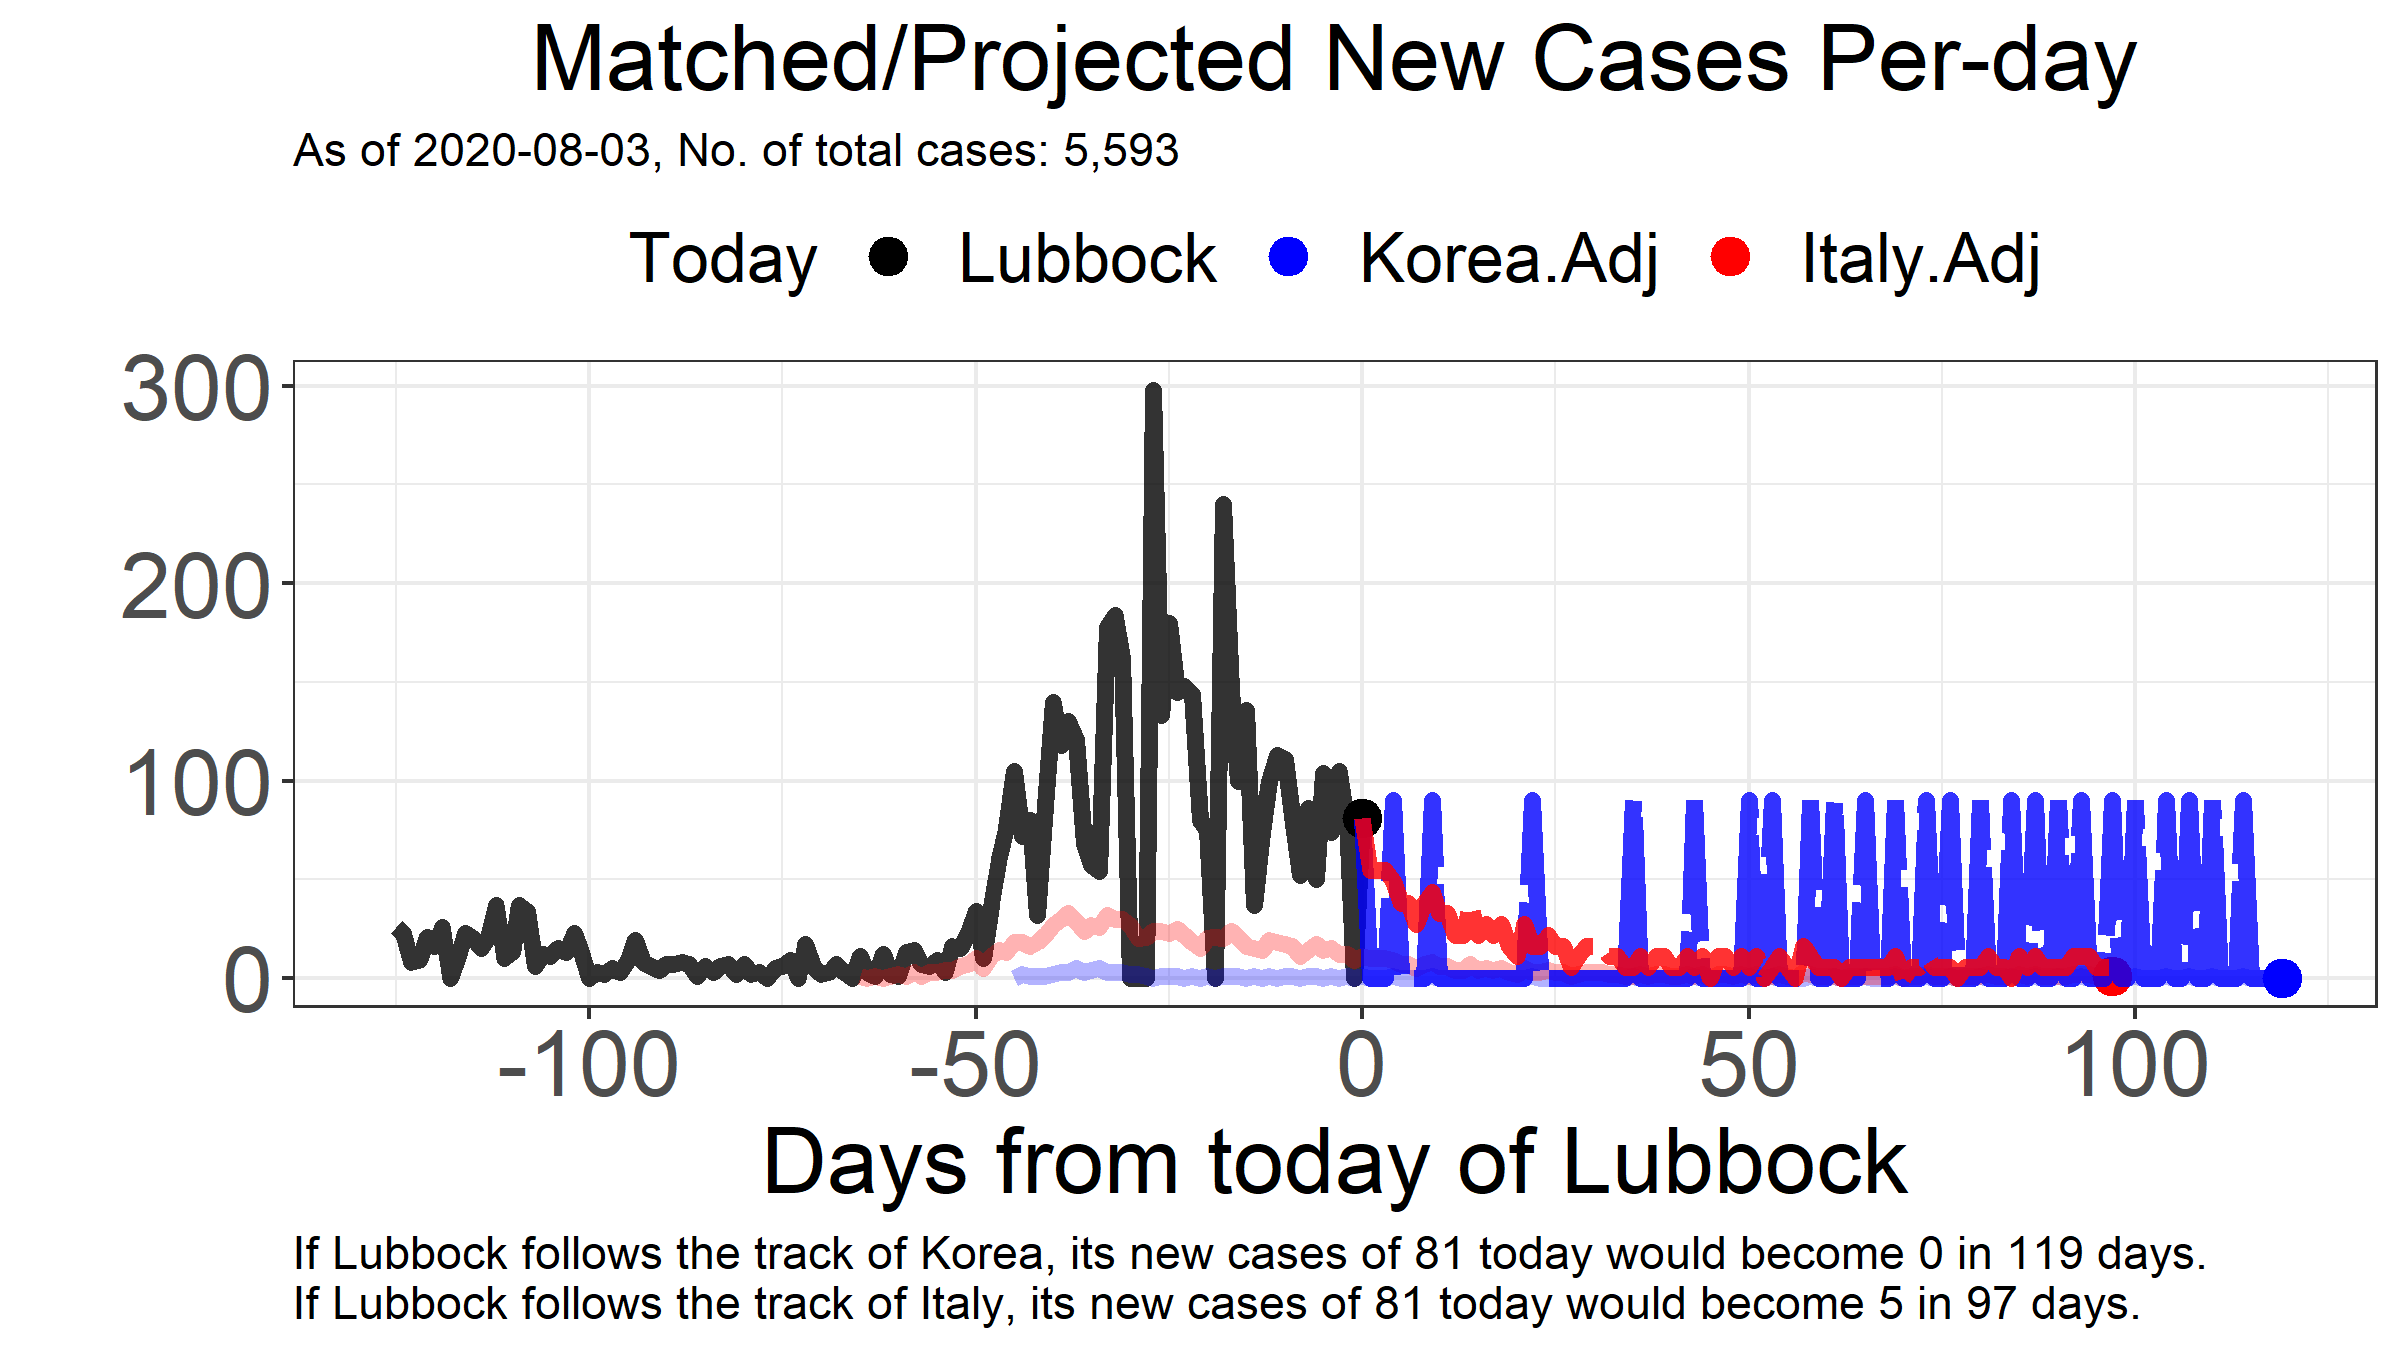 Matched/Projected New Cases Per-day
As of 2020-08-03, No. of total cases: 5,593
Today Lubbock Korea.Adj Italy.Adj
300
200
100
0
-100 -50 0 50 100
Days from today of Lubbock
If Lubbock follows the track of Korea, its new cases of 81 today would become 0 in 119 days.
If Lubbock follows the track of Italy, its new cases of 81 today would become 5 in 97 days.